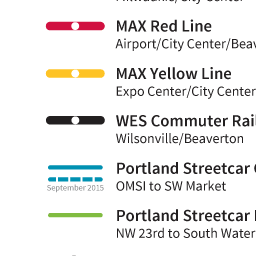 MAX Red Line
Airport/City Center/Beav
MAX Yellow Line
Expo Center/City Center
WES Commuter Rail
Wilsonville/Beaverton
Portland Streetcar
September 2015
OMSI to SW Market
Portland Streetcar
NW 23rd to South Water